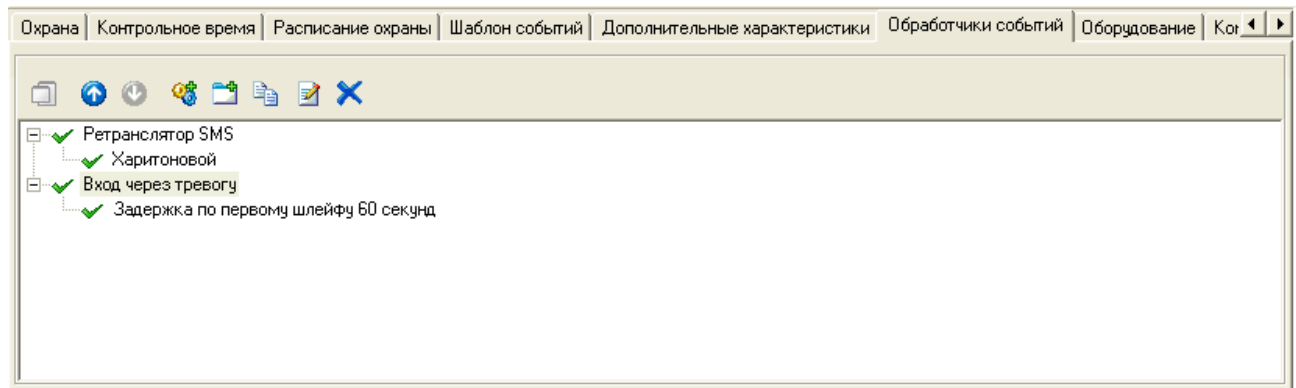 Охрана Контрольное время Расписание охраны Шаблон событий Дополнительные характеристики Обработчики событий Оборудование Кот
Ретранслятор SMS
Харитоновой
Вход через тревогу
Задержка по первому шлейфу 60 секунд